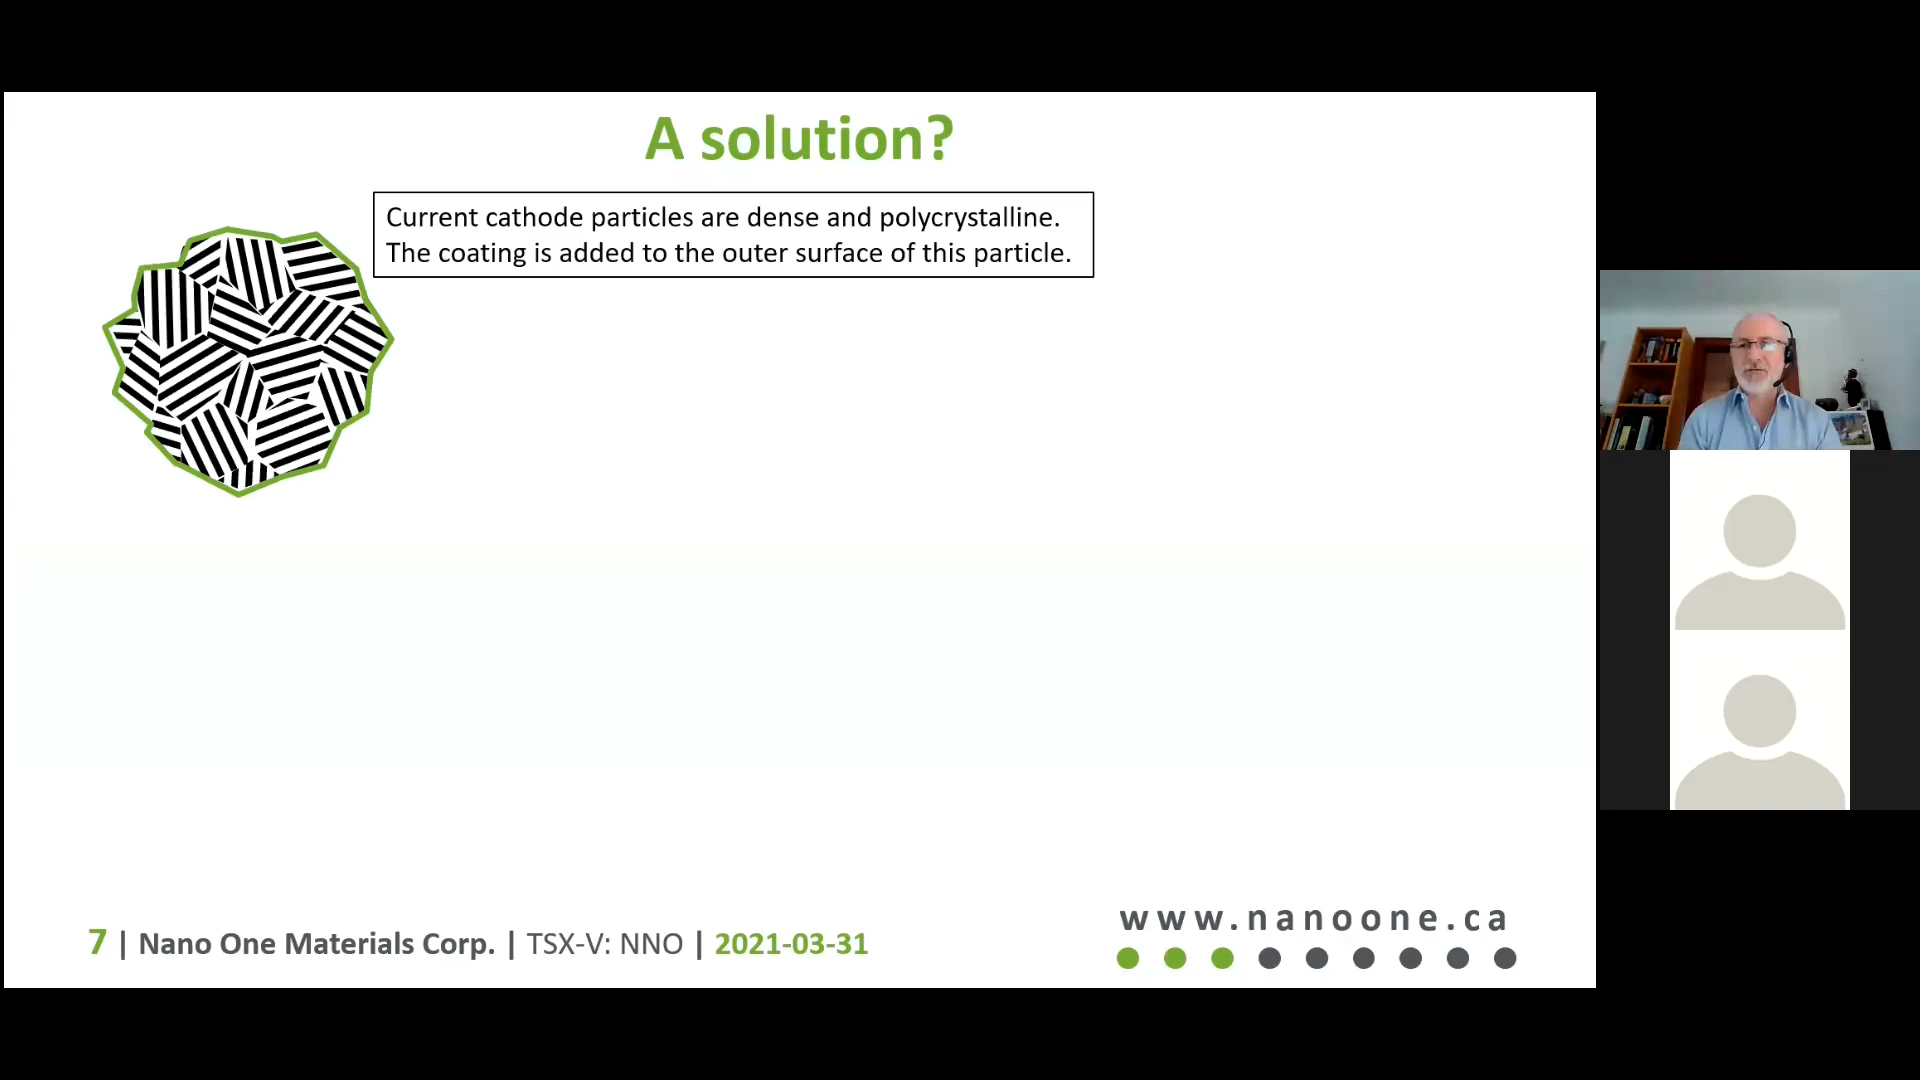 A solution?
Current cathode particles are dense and polycrystalline.
The coating is added to the outer surface of this particle.
7 | Nano One Materials Corp. | TSX-V: NNO | 2021-03-31
www.nanoone.ca